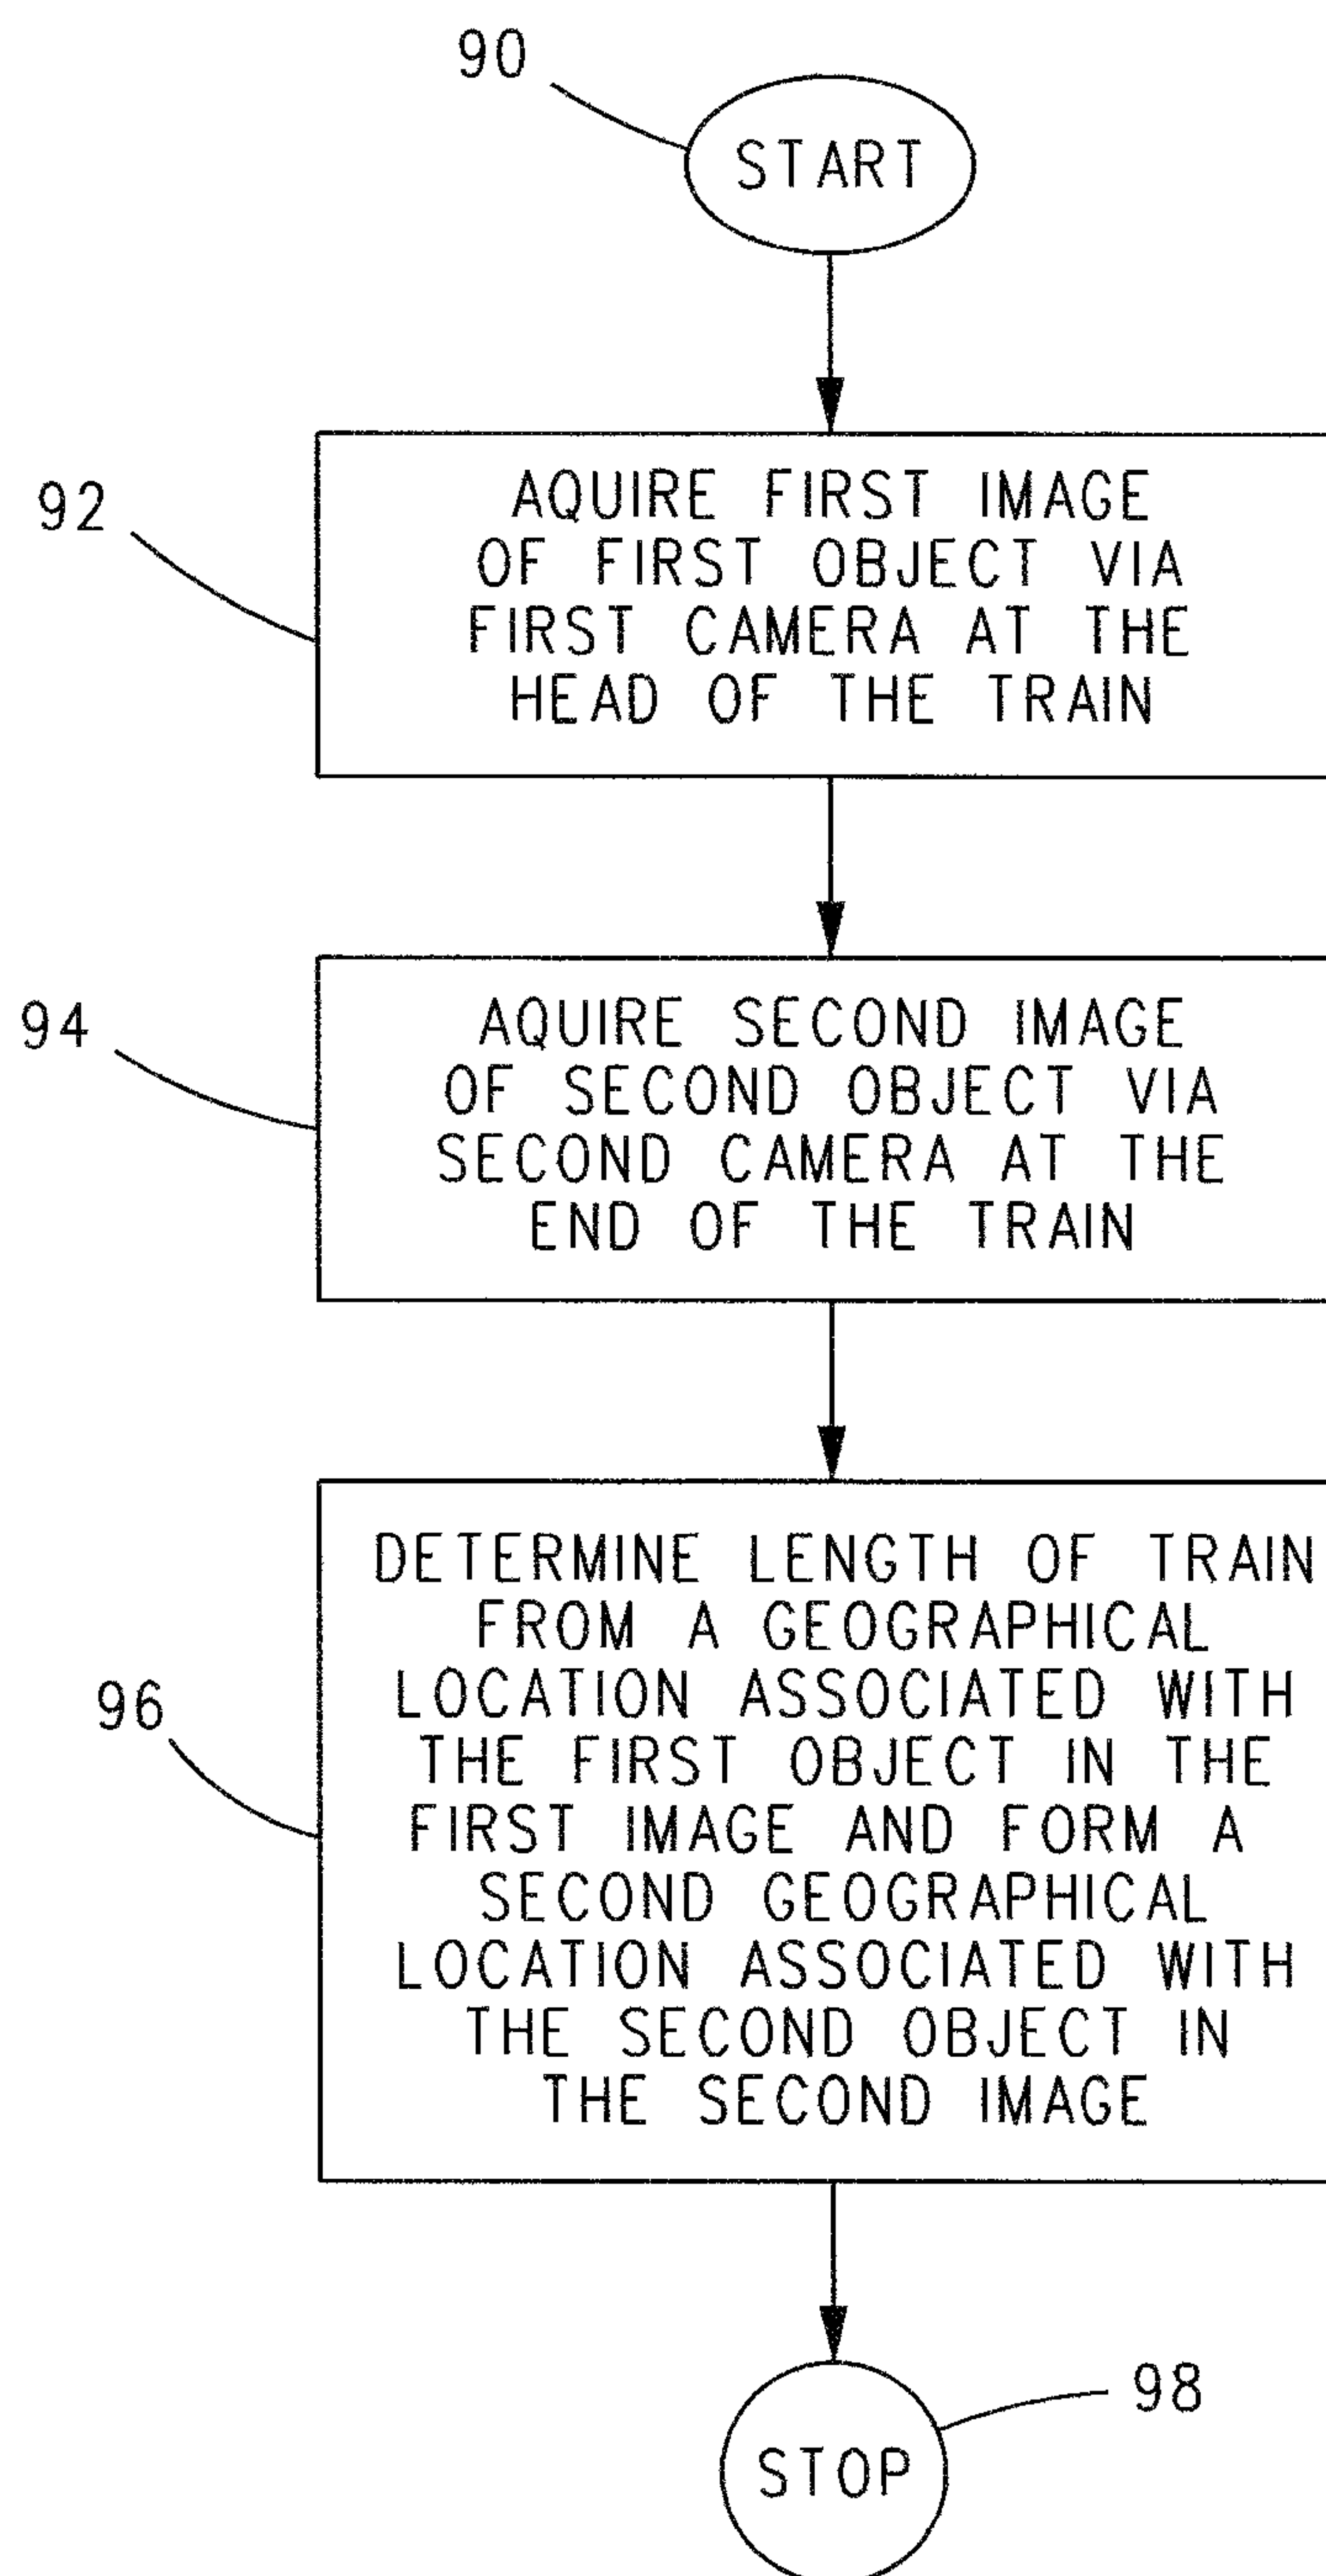 90
START
92
AQUIRE FIRST IMAGE
OF FIRST OBJECT VIA
FIRST CAMERA AT THE
HEAD OF THE TRAIN
94
AQUIRE SECOND IMAGE
OF SECOND OBJECT VIA
SECOND CAMERA AT THE
END OF THE TRAIN
96
DETERMINE LENGTH OF TRAIN
FROM A GEOGRAPHICAL
LOCATION ASSOCIATED WITH
THE FIRST OBJECT IN THE
FIRST IMAGE AND FORM A
SECOND GEOGRAPHICAL
LOCATION ASSOCIATED WITH
THE SECOND OBJECT IN
THE SECOND IMAGE
98
STOP